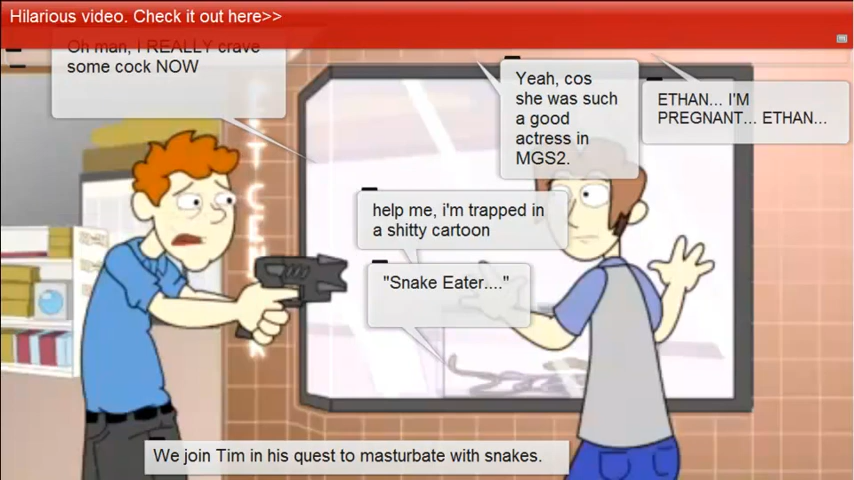 Hilarious video. Check it out here>>
Oh man, I REALLY crave
some cock NOW
Yeah, cos
she was such
a good
actress in
MGS2.
ETHAN... I'M
PREGNANT... ETHAN...
help me, i'm trapped in
a shitty cartoon
"Snake Eater...."
We join Tim in his quest to masturbate with snakes.